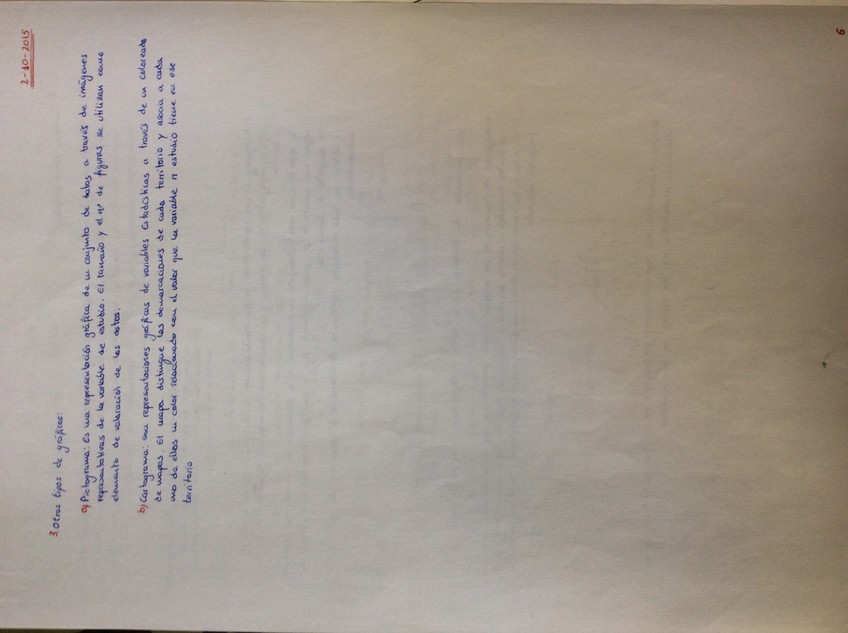 2-10-2015
3 Otros tipos de gráficos:
a) Pictograma: Es una representación gráfica de un conjunto de datos a través de imágenes
representativas de la variable de estudio. El tamaño y el nº de figuras se utilizan como
elemento de valoración de los datos.
b) Cartograma: son representaciones gráficas de variables estadísticas a través de un coloreado
de mapas. El mapa distingue las demarcaciones de cada territorio y asocia a cada
uno de ellos un color relacionado con el valor que la variable n estudio tiene en ese
territorio
6